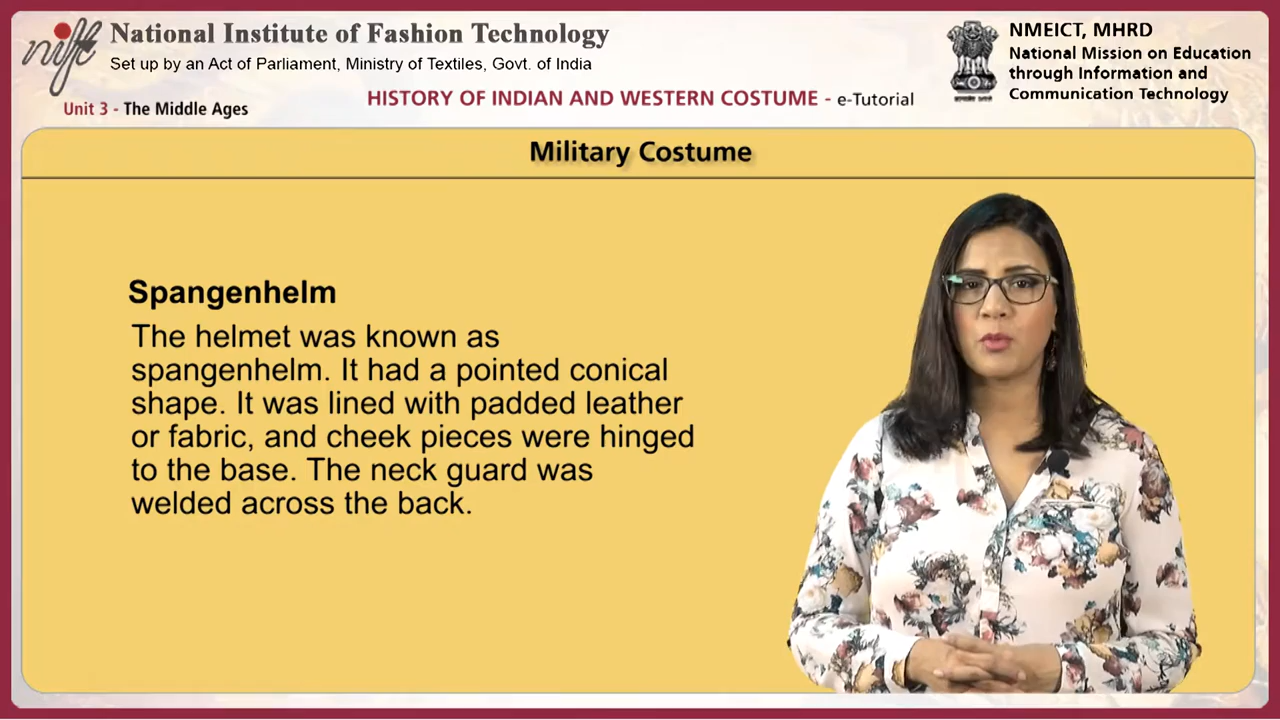 nift
National Institute of Fashion Technology
Set up by an Act of Parliament, Ministry of Textiles, Govt. of India
NMEICT, MHRD
National Mission on Education
through Information and
Communication Technology
Unit 3 - The Middle Ages
HISTORY OF INDIAN AND WESTERN COSTUME - e-Tutorial
Military Costume
Spangenhelm
The helmet was known as
spangenhelm. It had a pointed conical
shape. It was lined with padded leather
or fabric, and cheek pieces were hinged
to the base. The neck guard was
welded across the back.